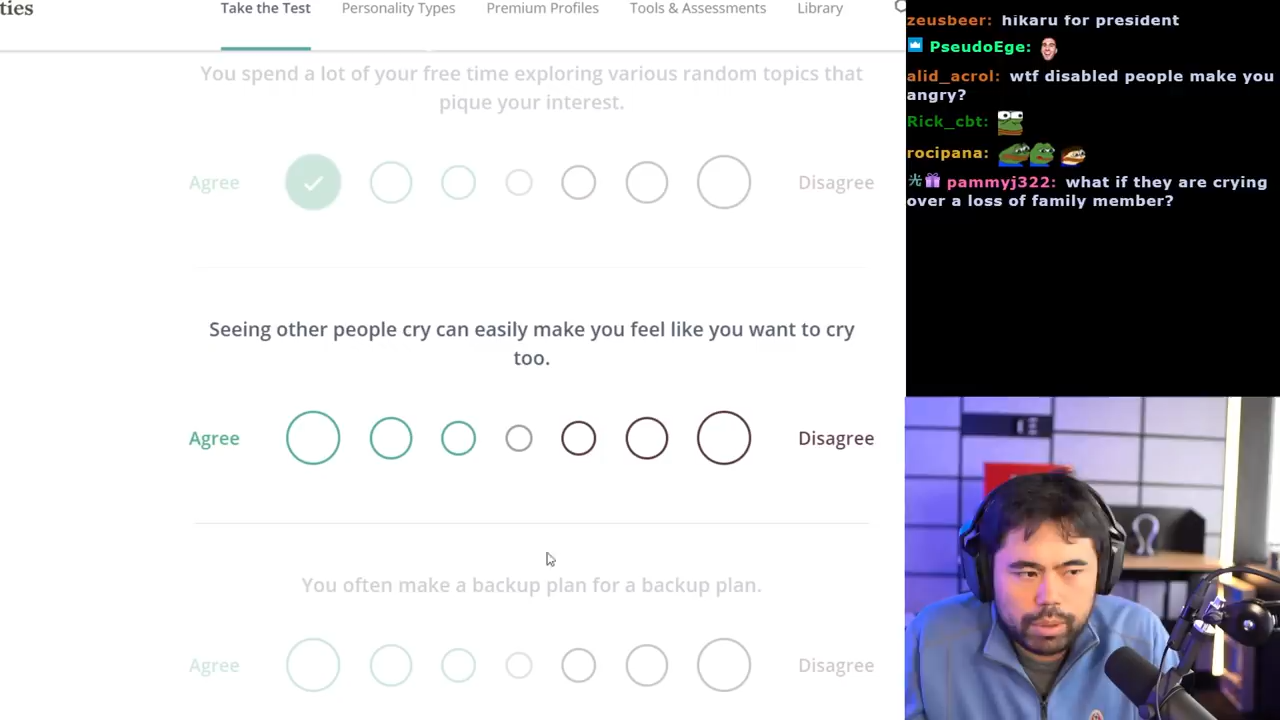 ties
Take the Test
Personality Types
Premium Profiles
Tools & Assessments
Library
You spend a lot of your free time exploring various random topics that
pique your interest.
Agree
Disagree
Seeing other people cry can easily make you feel like you want to cry
too.
Agree
Disagree
You often make a backup plan for a backup plan.
Agree
Disagree
zeusbeer: hikaru for president
PseudoEge:
alid_acrol: wtf disabled people make you
angry?
Rick_cbt:
rocipana:
pammyj322: what if they are crying
over a loss of family member?